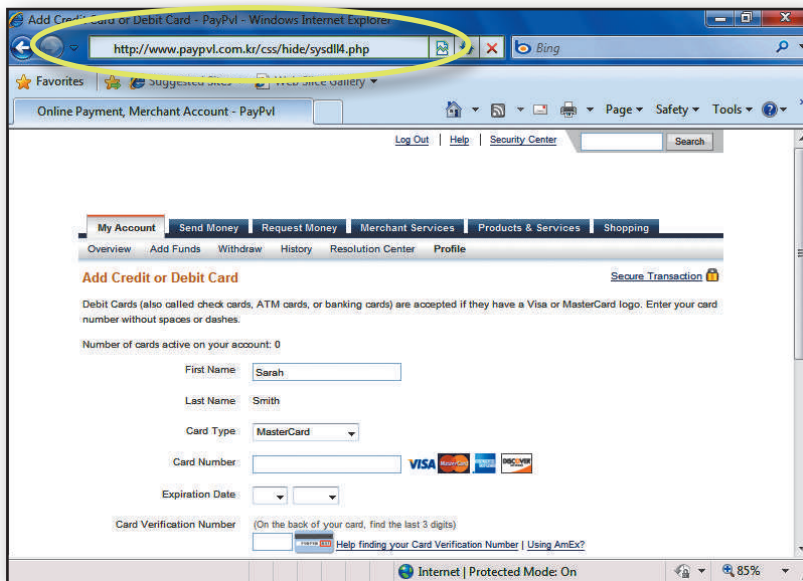 Add Credit Card or Debit Card - PayPvl - Windows Internet Explorer
http://www.paypvl.com.kr/css/hide/sysdll4.php
Bing
Favorites Suggested Sites Web Slice Gallery
Online Payment, Merchant Account - PayPvl
Page Safety Tools
Log Out | Help | Security Center Search
My Account Send Money Request Money Merchant Services Products & Services Shopping
Overview Add Funds Withdraw History Resolution Center Profile
Add Credit or Debit Card Secure Transaction
Debit Cards (also called check cards, ATM cards, or banking cards) are accepted if they have a Visa or MasterCard logo. Enter your card
number without spaces or dashes.
Number of cards active on your account: 0
First Name Sarah
Last Name Smith
Card Type MasterCard
Card Number VISA MasterCard DISCOVER
Expiration Date
Card Verification Number (On the back of your card, find the last 3 digits)
Help finding your Card Verification Number | Using AmEx?
Internet | Protected Mode: On 85%